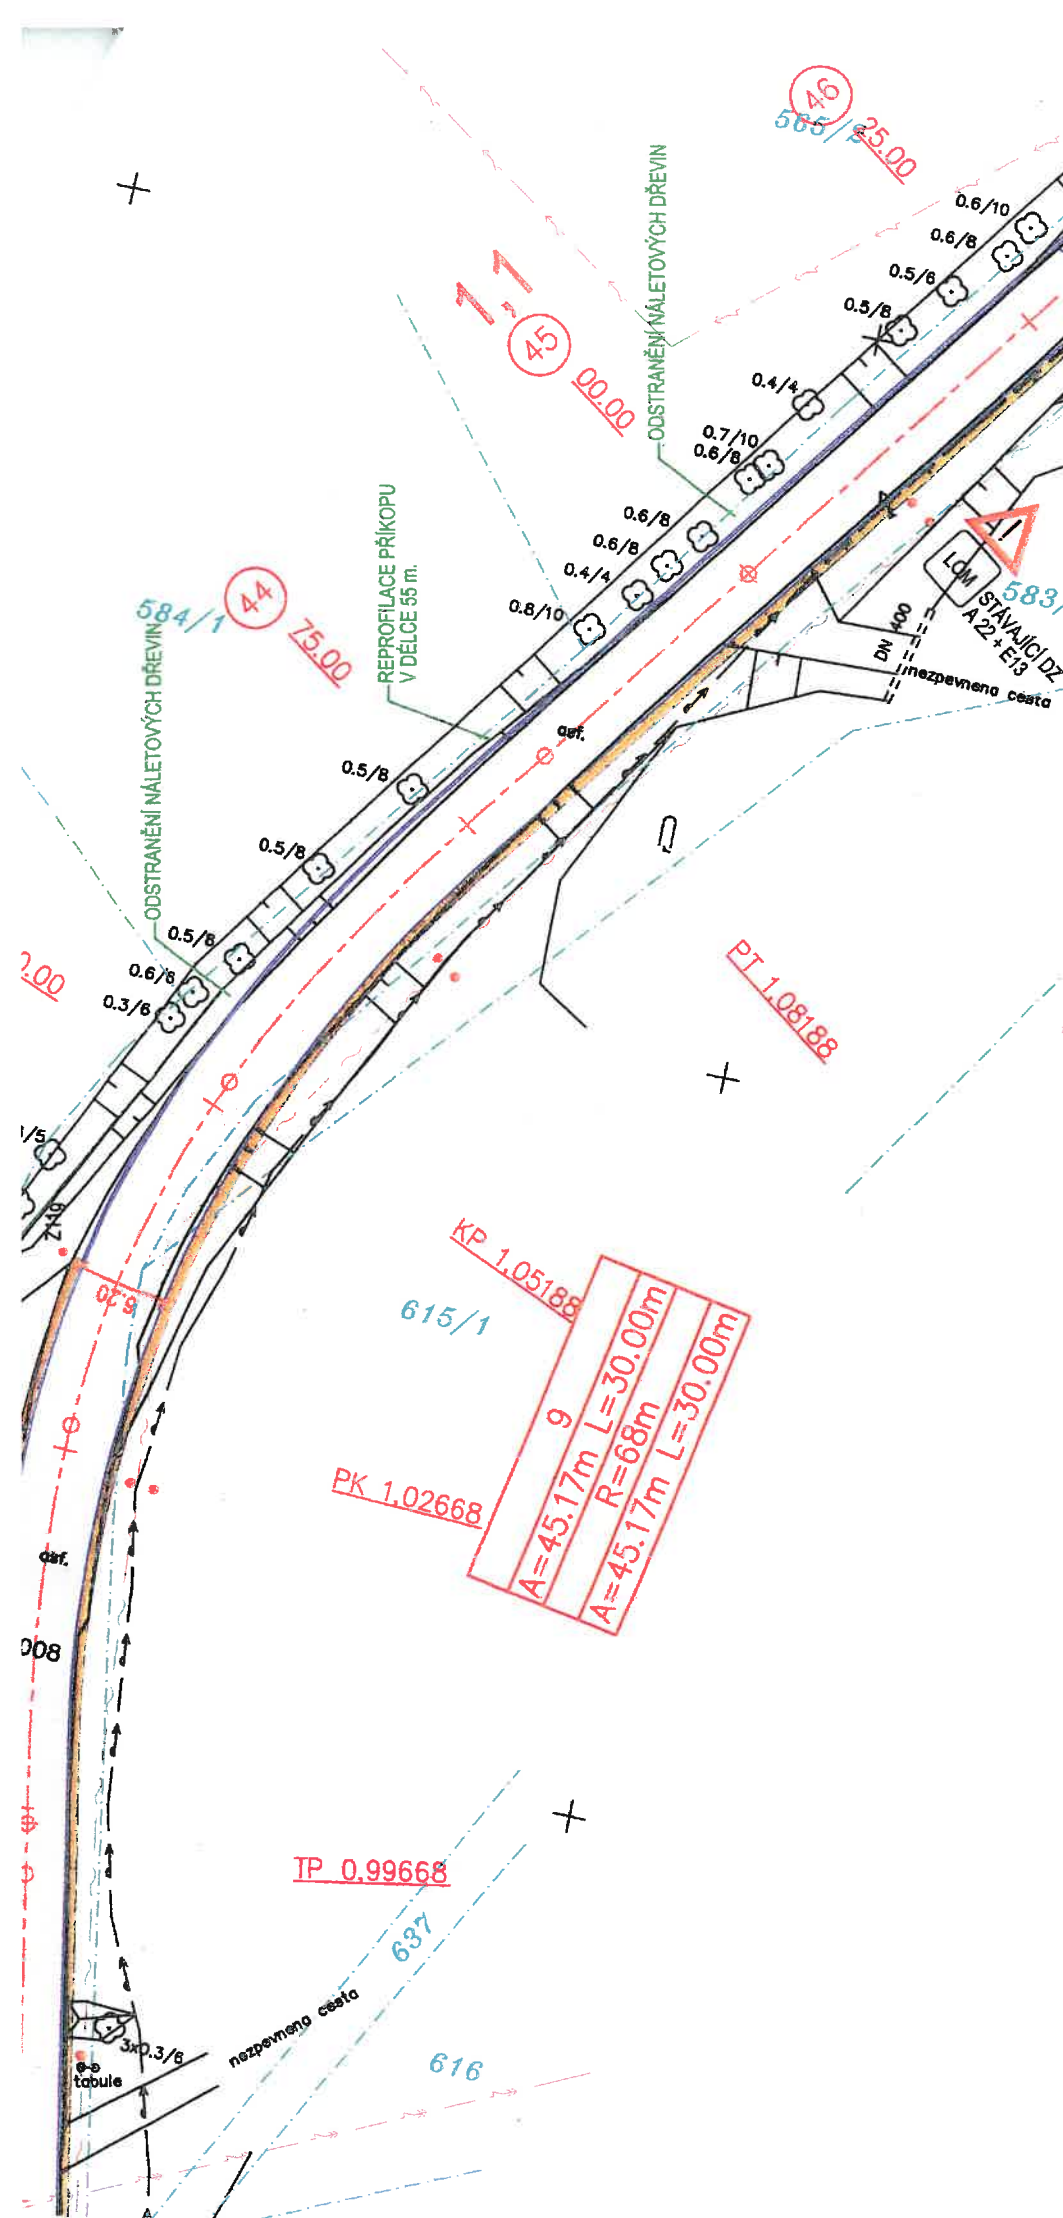 46
25.00
0.6/10
0.6/8
0.5/6
0.5/8
ODSTRANĚNÍ NÁLETOVÝCH DŘEVIN
1,1
45
00.00
0.4/4
0.7/10
0.6/8
0.6/8
0.6/8
0.4/4
0.8/10
REPROFILACE PŘÍKOPU
V DÉLCE 55 m.
584/1
44
75.00
LOM
583/
STÁVAJÍCÍ DZ
A 22 + E13
DN 400
nezpevnena cesta
ODSTRANĚNÍ NÁLETOVÝCH DŘEVIN
asf.
0.5/8
0.5/8
0.5/8
0.6/6
0.3/6
.00
PT 1,08188
/5
Z119
6.20
KP 1,05188
615/1
9
A=45.17m L=30.00m
R=68m
A=45.17m L=30.00m
PK 1,02668
asf.
008
TP 0,99668
637
nezpevnena cesta
3x0.3/6
tabule
616